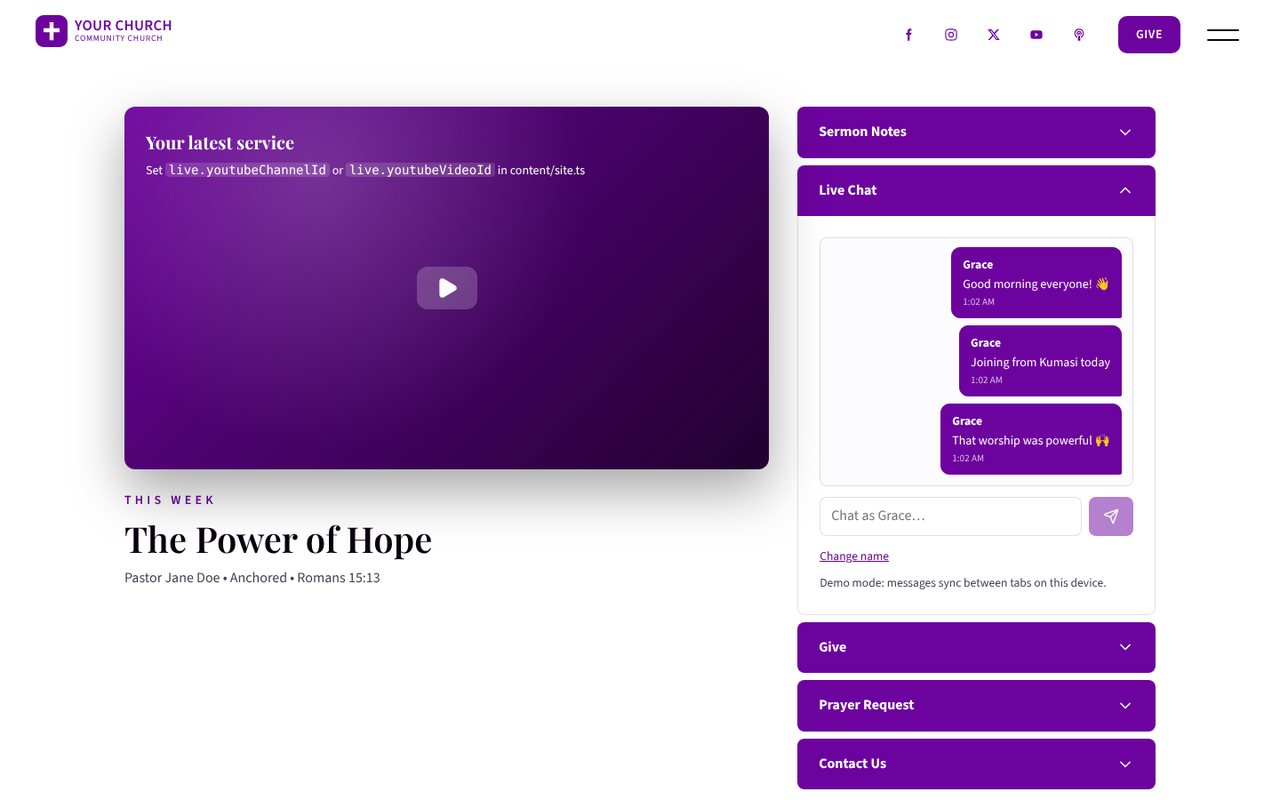 YOUR CHURCH
COMMUNITY CHURCH
GIVE
Your latest service
Set live.youtubeChannelId or live.youtubeVideoId in content/site.ts
THIS WEEK
The Power of Hope
Pastor Jane Doe • Anchored • Romans 15:13
Sermon Notes
Live Chat
Grace
Good morning everyone! 👋
1:02 AM
Grace
Joining from Kumasi today
1:02 AM
Grace
That worship was powerful 🙌
1:02 AM
Chat as Grace…
Change name
Demo mode: messages sync between tabs on this device.
Give
Prayer Request
Contact Us